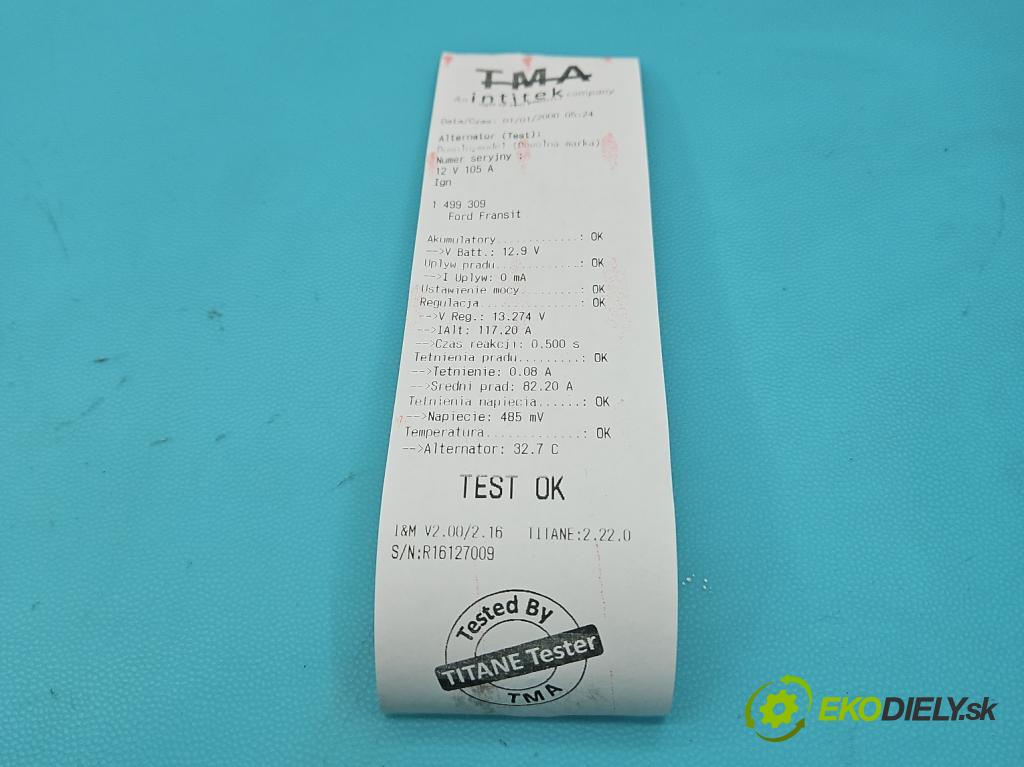 TMA
intitek
An company
Data/Czas: 01/01/2000 05:24
Alternator (Test):
(Dowolna marka)
Numer seryjny :
12 V 105 A
Ign
1 499 309
Ford Fransit
Akumulatory............: OK
-->V Batt.: 12.9 V
Uplyw pradu............: OK
-->I Uplyw: 0 mA
Ustawienie mocy........: OK
Regulacja..............: OK
-->V Reg.: 13.274 V
-->IAlt: 117.20 A
-->Czas reakcji: 0.500 s
Tetnienia pradu........: OK
-->Tetnienie: 0.08 A
-->Sredni prad: 82.20 A
Tetnienia napiecia.....: OK
-->Napiecie: 485 mV
Temperatura............: OK
-->Alternator: 32.7 C
TEST OK
I&M V2.00/2.16 TITANE:2.22.0
S/N:R16127009
Tested By
TITANE Tester
TMA
EKODIELY.sk